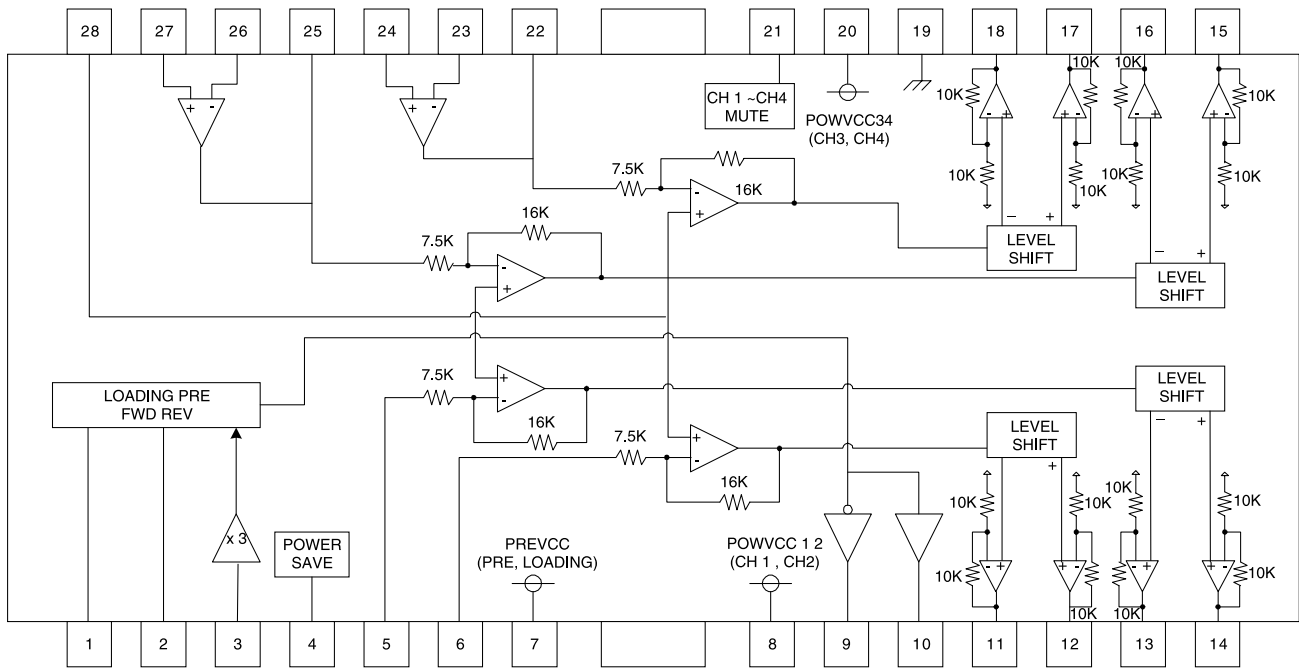 28 27 26 25 24 23 22 21 20 19 18 17 16 15
+ - + -
CH 1 ~CH4
MUTE
POWVCC34
(CH3, CH4)
10K 10K 10K 10K
- + + - - + + -
10K 10K 10K 10K
7.5K 16K
- +
- +
LEVEL
SHIFT
7.5K 16K
- +
- +
LEVEL
SHIFT
LOADING PRE
FWD REV
7.5K 16K
+ -
LEVEL
SHIFT
- +
7.5K 16K
+ -
LEVEL
SHIFT
+
x 3
POWER
SAVE
PREVCC
(PRE, LOADING)
POWVCC 1 2
(CH 1 , CH2)
10K 10K 10K 10K
- + + - - + + -
10K 10K 10K 10K
1 2 3 4 5 6 7 8 9 10 11 12 13 14